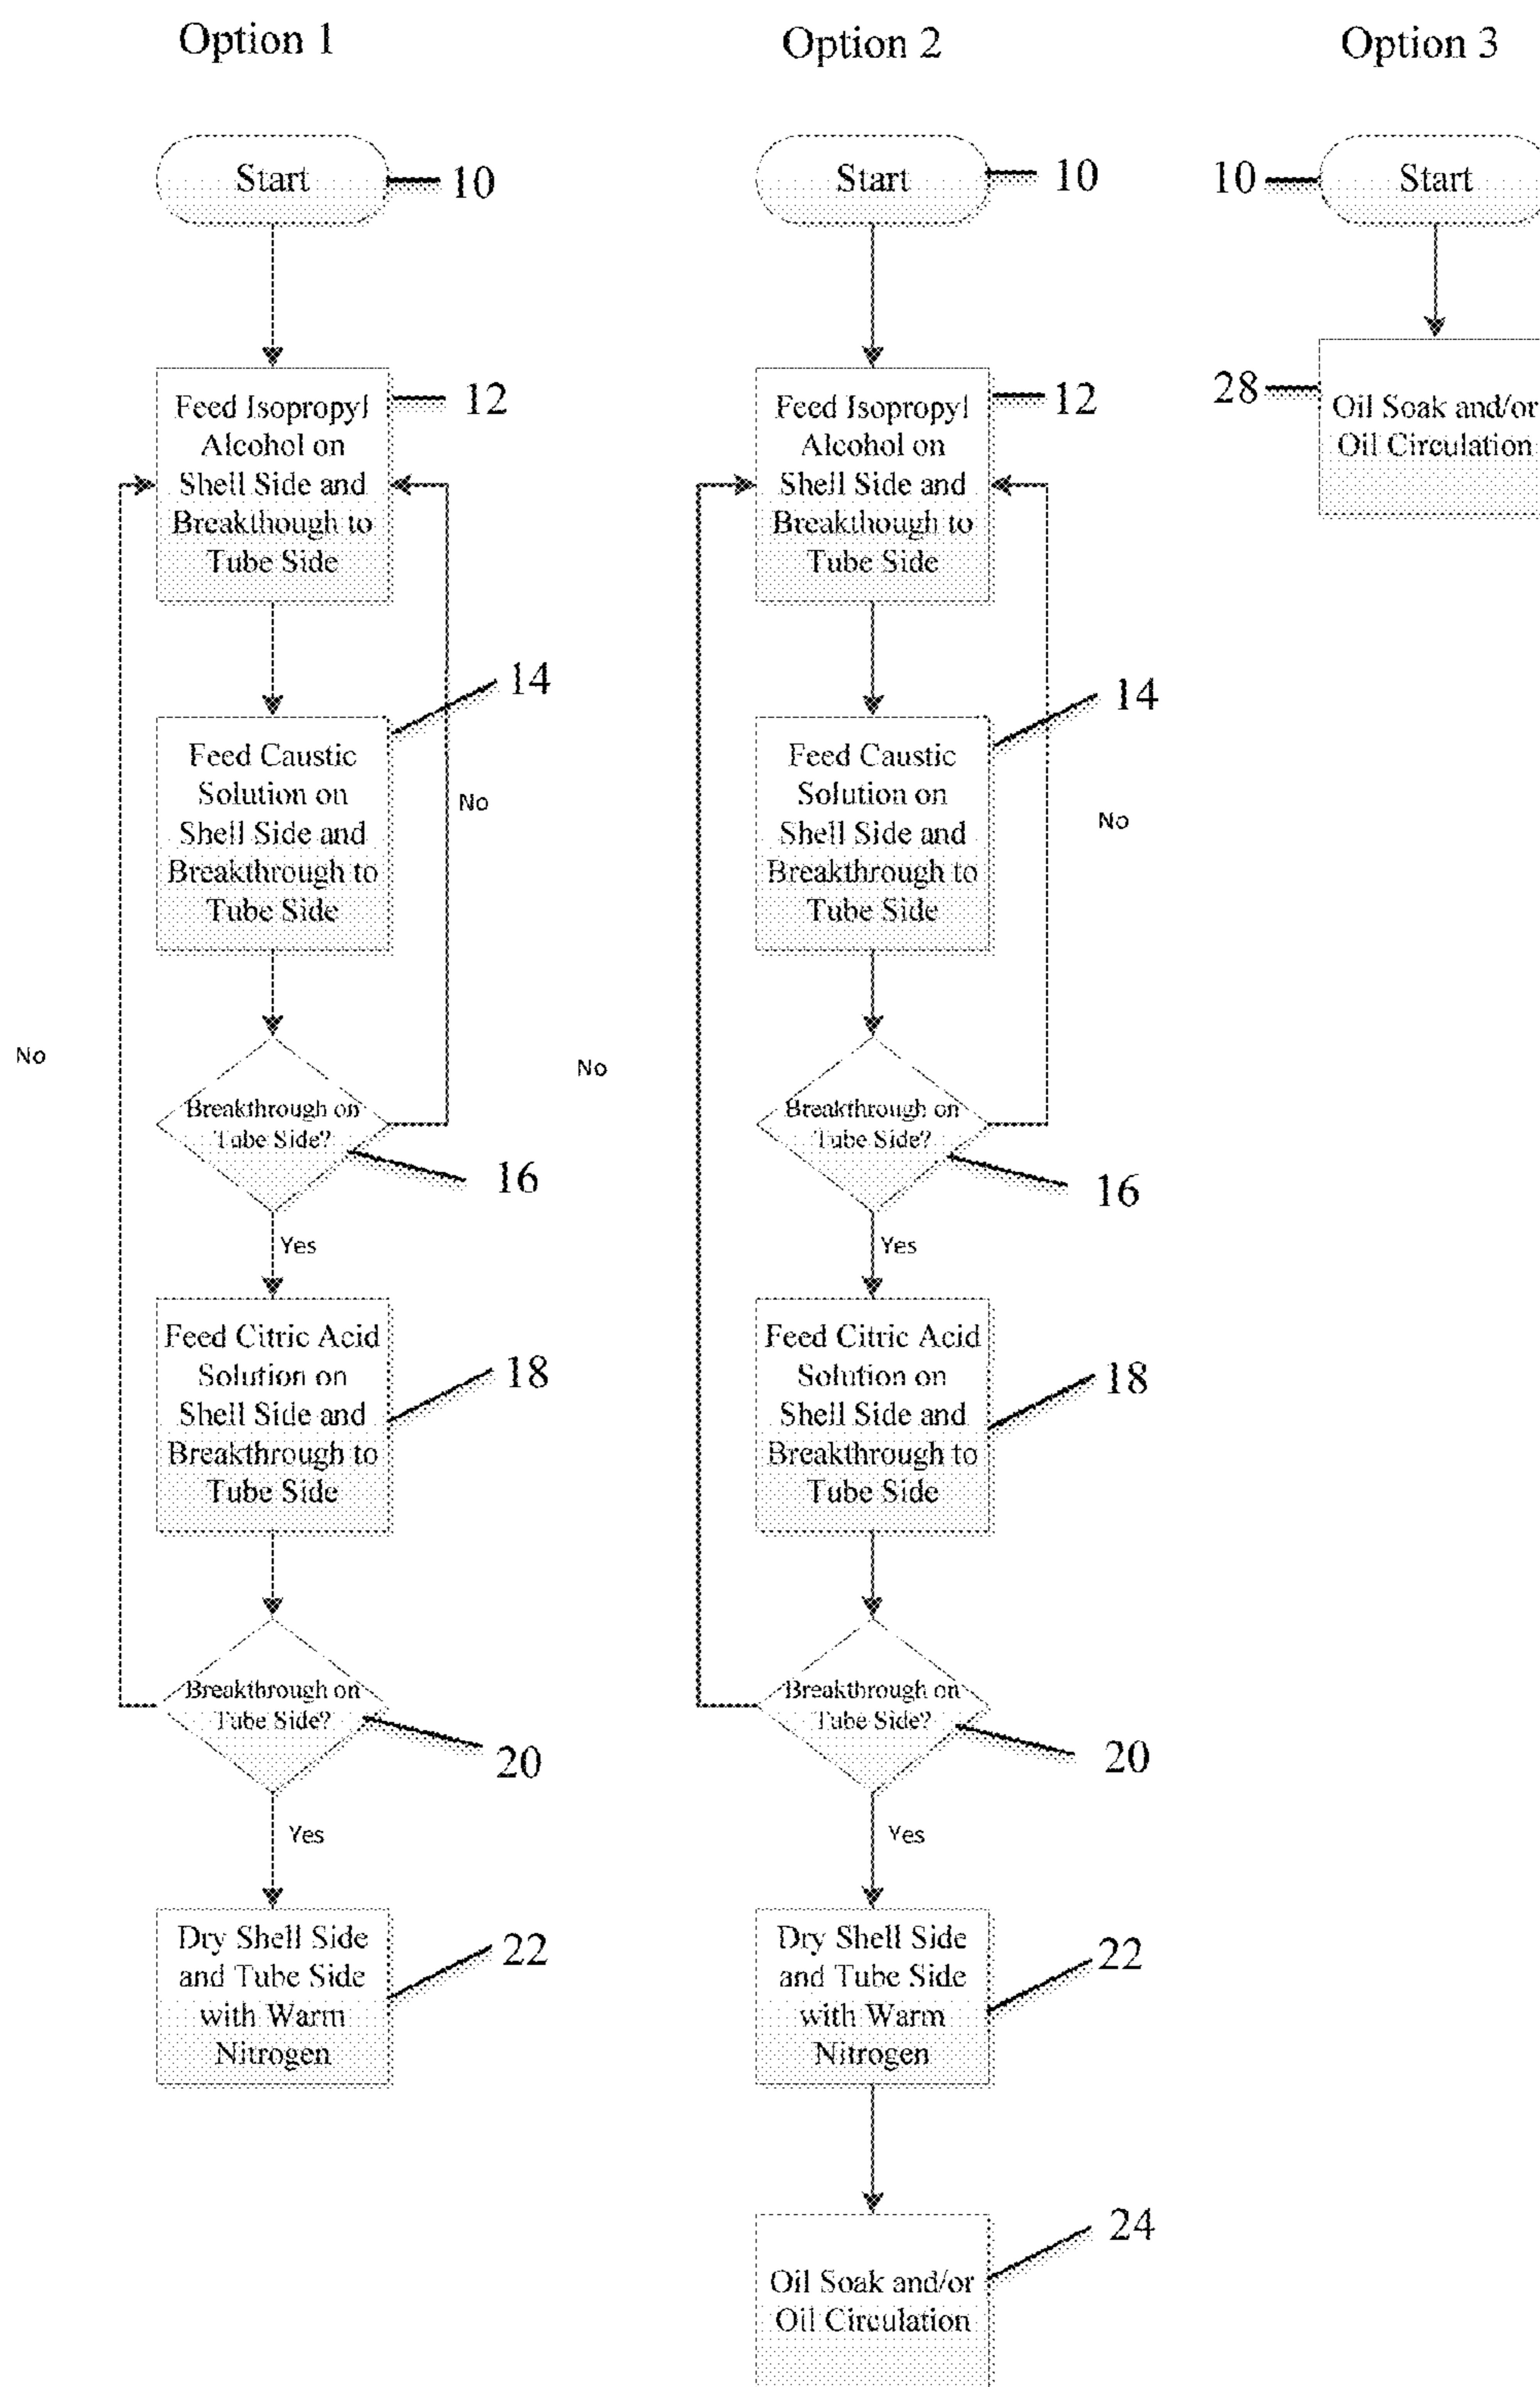 Option 1
Start
10
Feed Isopropyl
Alcohol on
Shell Side and
Breakthough to
Tube Side
12
14
Feed Caustic
Solution on
Shell Side and
Breakthrough to
Tube Side
No
No
Breakthrough on
Tube Side?
16
Yes
Feed Citric Acid
Solution on
Shell Side and
Breakthrough to
Tube Side
18
Breakthrough on
Tube Side?
20
Yes
Dry Shell Side
and Tube Side
with Warm
Nitrogen
22
Option 2
Start
10
Feed Isopropyl
Alcohol on
Shell Side and
Breakthough to
Tube Side
12
14
Feed Caustic
Solution on
Shell Side and
Breakthrough to
Tube Side
No
No
Breakthrough on
Tube Side?
16
Yes
Feed Citric Acid
Solution on
Shell Side and
Breakthrough to
Tube Side
18
Breakthrough on
Tube Side?
20
Yes
Dry Shell Side
and Tube Side
with Warm
Nitrogen
22
24
Oil Soak and/or
Oil Circulation
Option 3
10
Start
28
Oil Soak and/or
Oil Circulation